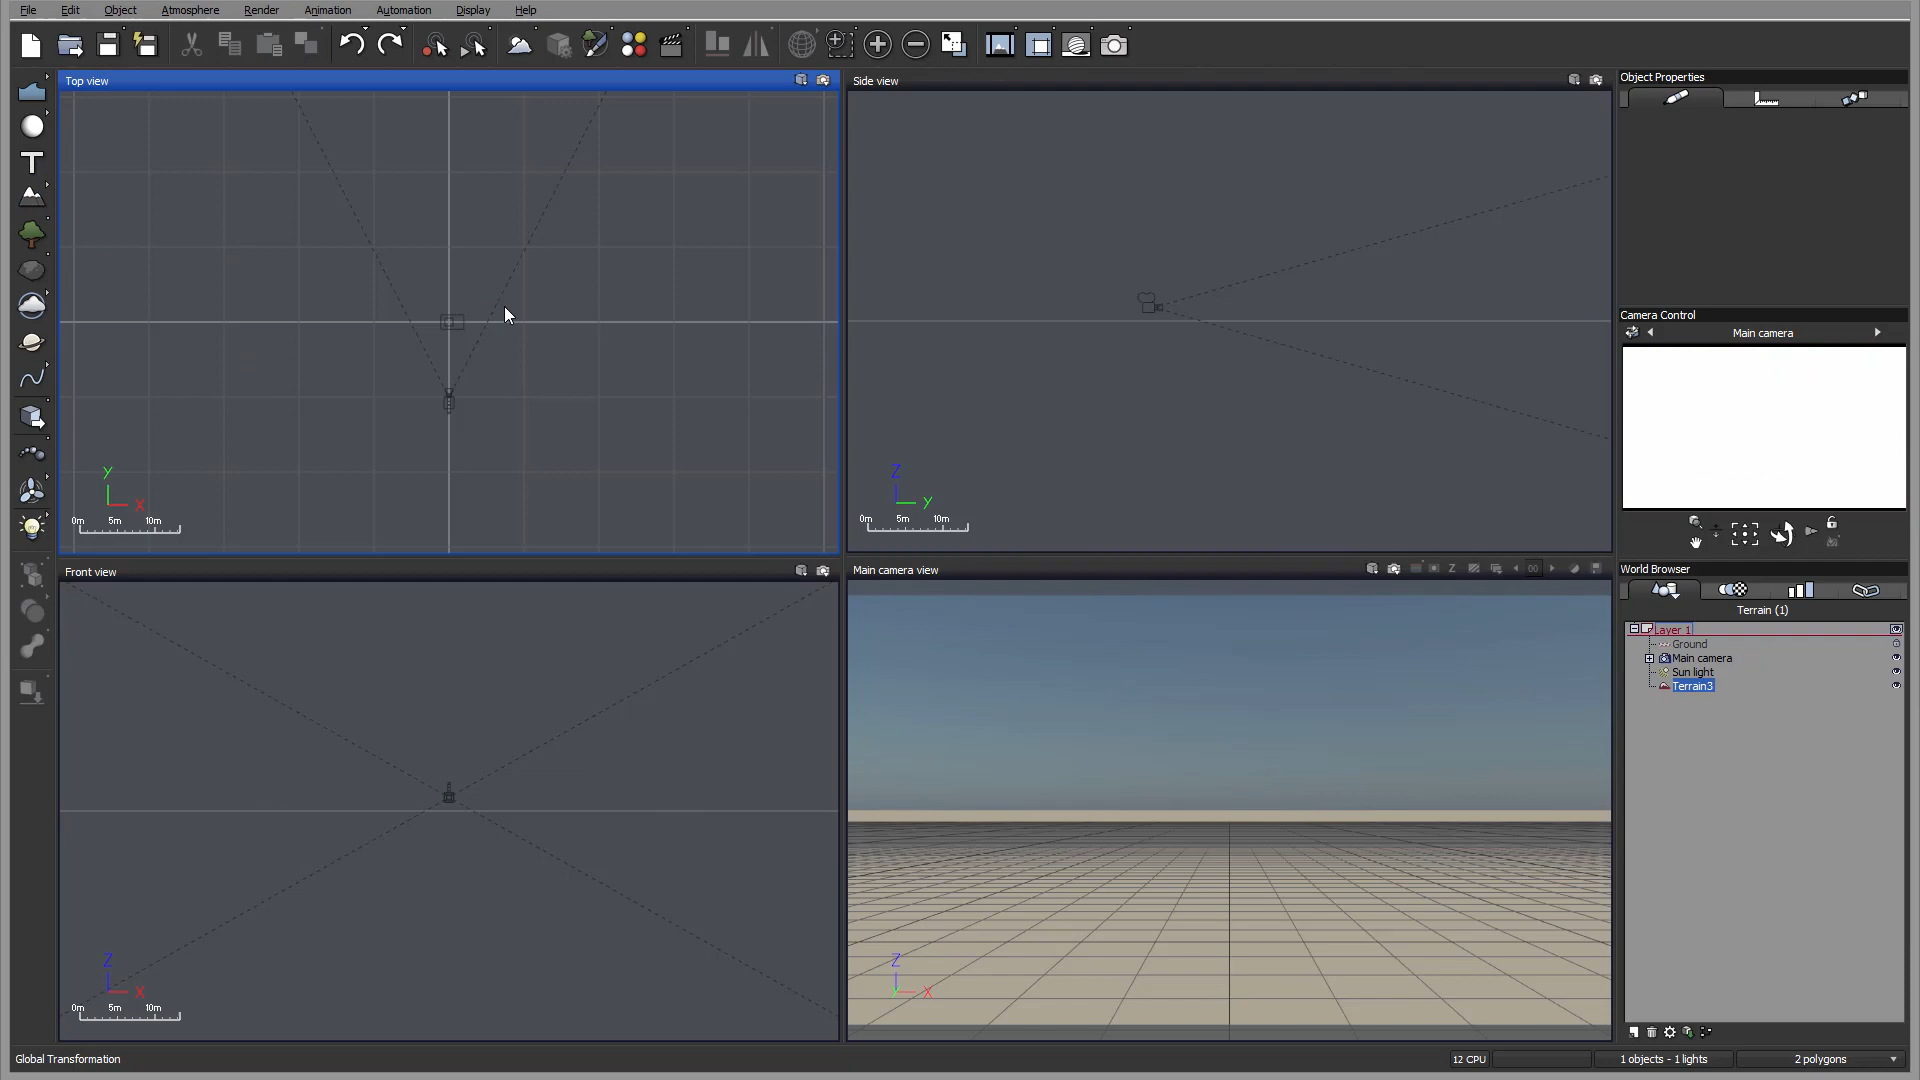 File Edit Object Atmosphere Render Animation Automation Display Help
Top view
Side view
Object Properties
Camera Control
Main camera
Y
X
0m 5m 10m
Z
Y
0m 5m 10m
Front view
Main camera view
Z
00
World Browser
Terrain (1)
Layer 1
Ground
Main camera
Sun light
Terrain3
Z
X
0m 5m 10m
Z
Y
X
Global Transformation
12 CPU
1 objects - 1 lights
2 polygons